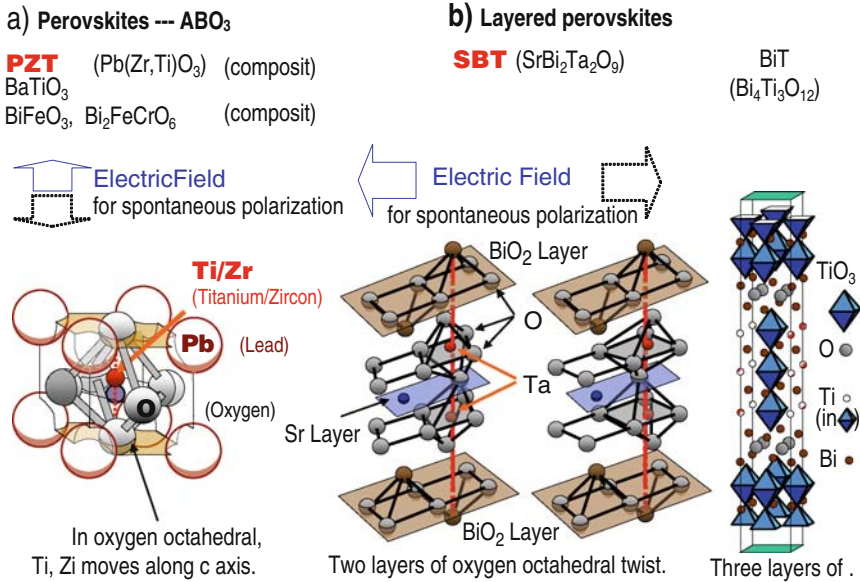 a) Perovskites --- ABO₃
PZT (Pb(Zr,Ti)O₃) (composit)
BaTiO₃
BiFeO₃, Bi₂FeCrO₆ (composit)
ElectricField
for spontaneous polarization
Ti/Zr
(Titanium/Zircon)
Pb (Lead)
O (Oxygen)
In oxygen octahedral,
Ti, Zi moves along c axis.
b) Layered perovskites
SBT (SrBi₂Ta₂O₉)
BiT
(Bi₄Ti₃O₁₂)
Electric Field
for spontaneous polarization
BiO₂ Layer
O
Ta
Sr Layer
BiO₂ Layer
Two layers of oxygen octahedral twist.
TiO₃
O
Ti
(in )
Bi
Three layers of .